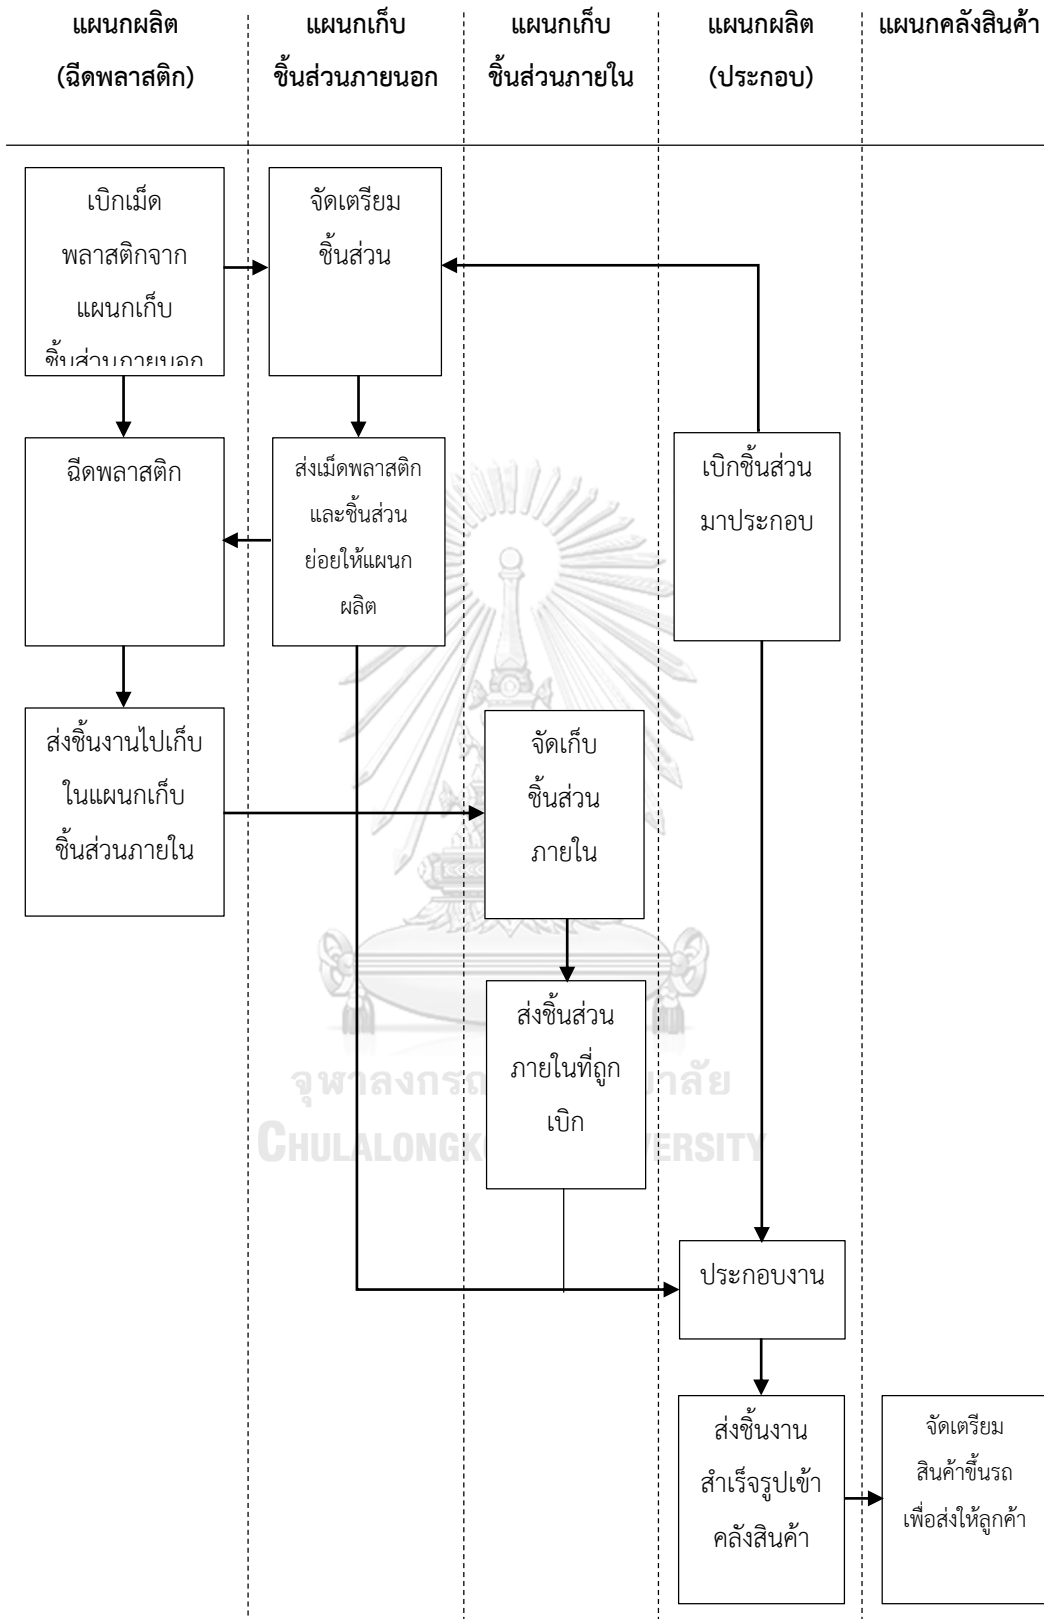 แผนกผลิต
(ฉีดพลาสติก)
แผนกเก็บ
ชิ้นส่วนภายนอก
แผนกเก็บ
ชิ้นส่วนภายใน
แผนกผลิต
(ประกอบ)
แผนกคลังสินค้า
เบิกเม็ด
พลาสติกจาก
แผนกเก็บ
ชิ้นส่วนภายนอก
จัดเตรียม
ชิ้นส่วน
ฉีดพลาสติก
ส่งเม็ดพลาสติก
และชิ้นส่วน
ย่อยให้แผนก
ผลิต
เบิกชิ้นส่วน
มาประกอบ
ส่งชิ้นงานไปเก็บ
ในแผนกเก็บ
ชิ้นส่วนภายใน
จัดเก็บ
ชิ้นส่วน
ภายใน
ส่งชิ้นส่วน
ภายในที่ถูก
เบิก
ประกอบงาน
ส่งชิ้นงาน
สำเร็จรูปเข้า
คลังสินค้า
จัดเตรียม
สินค้าขึ้นรถ
เพื่อส่งให้ลูกค้า